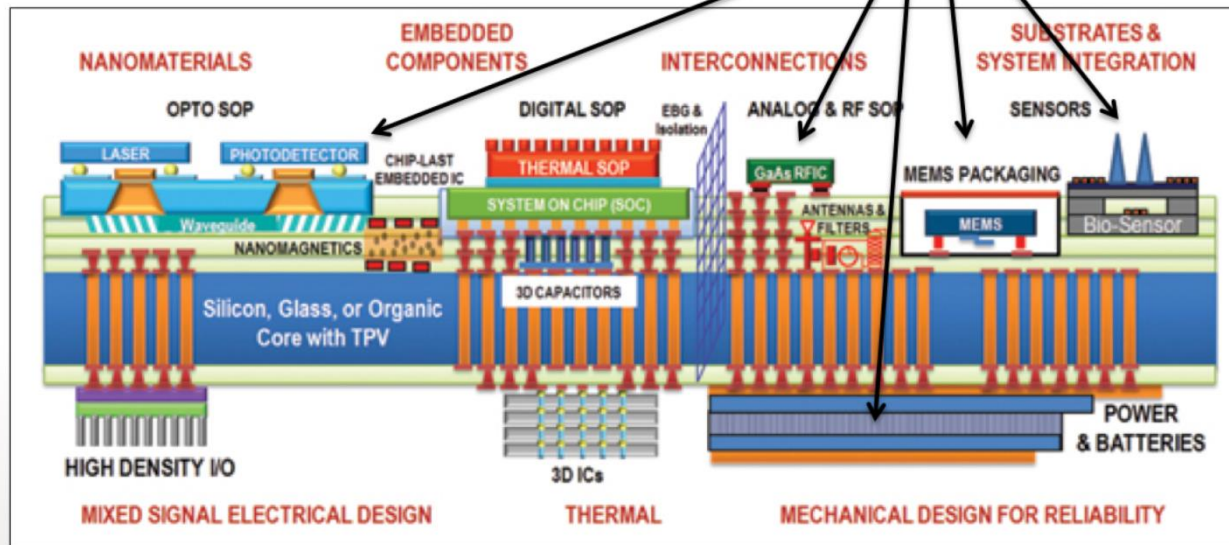 EMBEDDED
COMPONENTS
SUBSTRATES &
SYSTEM INTEGRATION
NANOMATERIALS
INTERCONNECTIONS
OPTO SOP
DIGITAL SOP
EBG &
Isolation
ANALOG & RF SOP
SENSORS
LASER
PHOTODETECTOR
CHIP-LAST
EMBEDDED IC
THERMAL SOP
GaAs RFIC
MEMS PACKAGING
SYSTEM ON CHIP (SOC)
ANTENNAS &
FILTERS
Waveguide
MEMS
Bio-Sensor
NANOMAGNETICS
3D CAPACITORS
Silicon, Glass, or Organic
Core with TPV
POWER
& BATTERIES
HIGH DENSITY I/O
3D ICs
MIXED SIGNAL ELECTRICAL DESIGN
THERMAL
MECHANICAL DESIGN FOR RELIABILITY